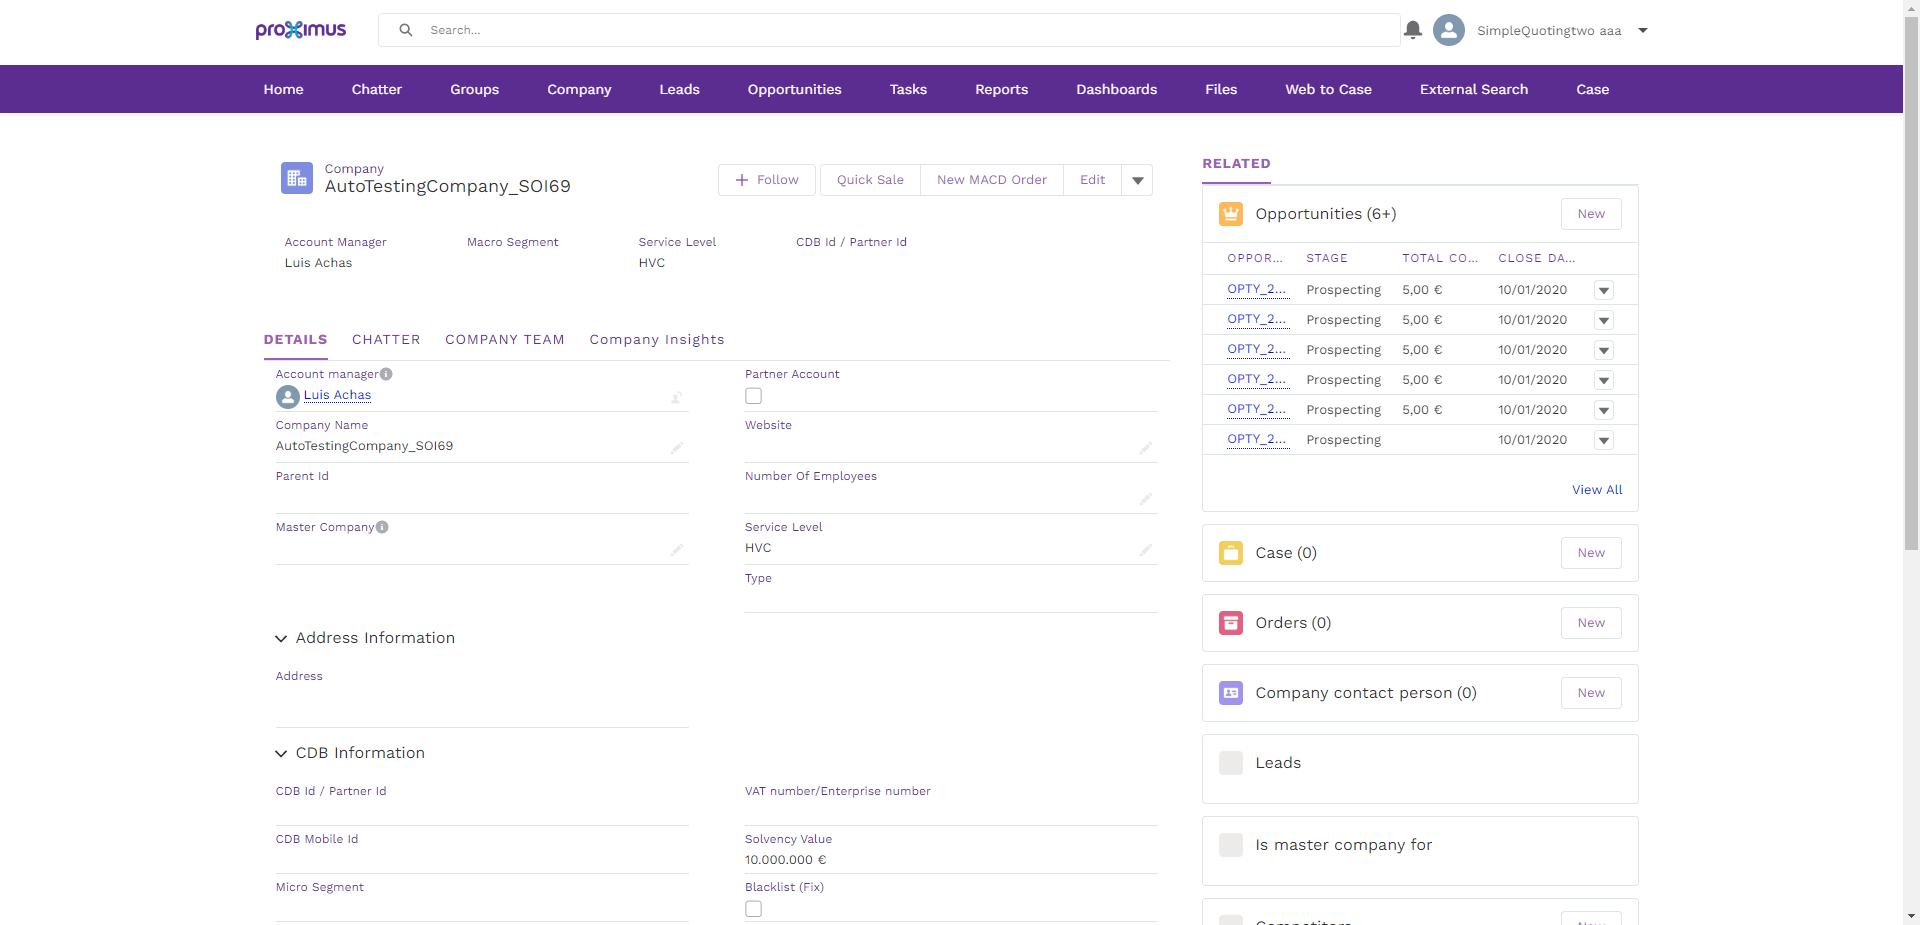 proximus
Search...
SimpleQuotingtwo aaa
Home Chatter Groups Company Leads Opportunities Tasks Reports Dashboards Files Web to Case External Search Case
Company
AutoTestingCompany_SOI69
Follow Quick Sale New MACD Order Edit
Account Manager Macro Segment Service Level CDB Id / Partner Id
Luis Achas HVC
DETAILS CHATTER COMPANY TEAM Company Insights
Account manager Partner Account
Luis Achas
Company Name Website
AutoTestingCompany_SOI69
Parent Id Number Of Employees
Master Company Service Level
HVC
Type
Address Information
Address
CDB Information
CDB Id / Partner Id VAT number/Enterprise number
CDB Mobile Id Solvency Value
10.000.000 €
Micro Segment Blacklist (Fix)
RELATED
Opportunities (6+) New
OPPOR... STAGE TOTAL CO... CLOSE DA...
OPTY_2... Prospecting 5,00 € 10/01/2020
OPTY_2... Prospecting 5,00 € 10/01/2020
OPTY_2... Prospecting 5,00 € 10/01/2020
OPTY_2... Prospecting 5,00 € 10/01/2020
OPTY_2... Prospecting 5,00 € 10/01/2020
OPTY_2... Prospecting 10/01/2020
View All
Case (0) New
Orders (0) New
Company contact person (0) New
Leads
Is master company for
Competitors New